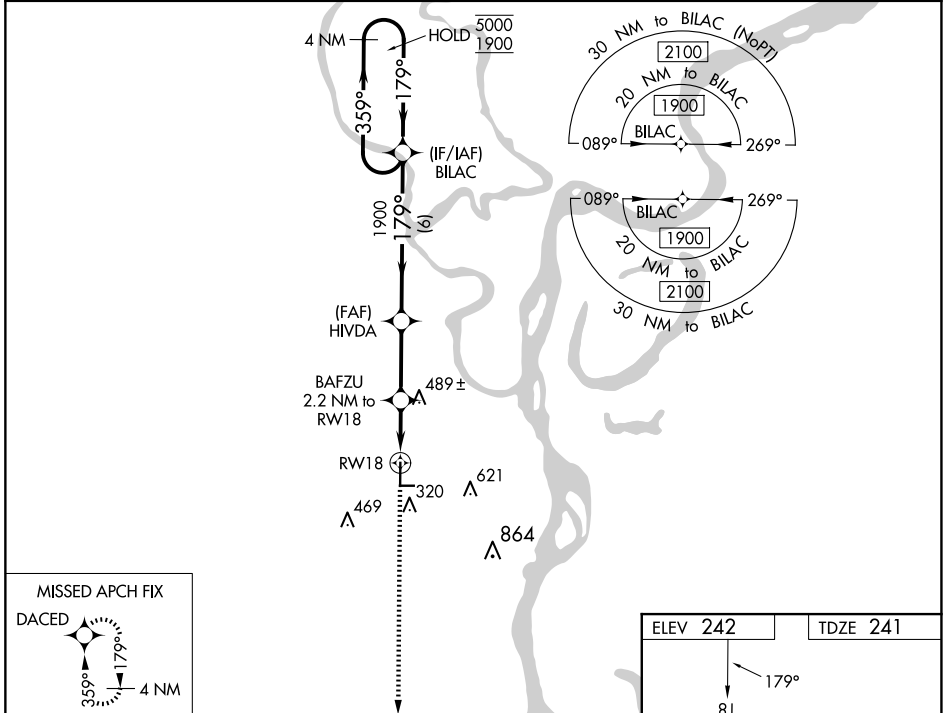 4 NM
HOLD 5000
1900
359°
179°
(IF/IAF)
BILAC
1900
179°
(6)
(FAF)
HIVDA
BAFZU
2.2 NM to
RW18
489 ±
RW18
320
621
469
864
30 NM to BILAC (NoPT)
2100
20 NM to BILAC
1900
BILAC
089°
269°
089°
269°
BILAC
1900
20 NM to BILAC
2100
30 NM to BILAC
MISSED APCH FIX
DACED
179°
359°
4 NM
ELEV 242
TDZE 241
179°